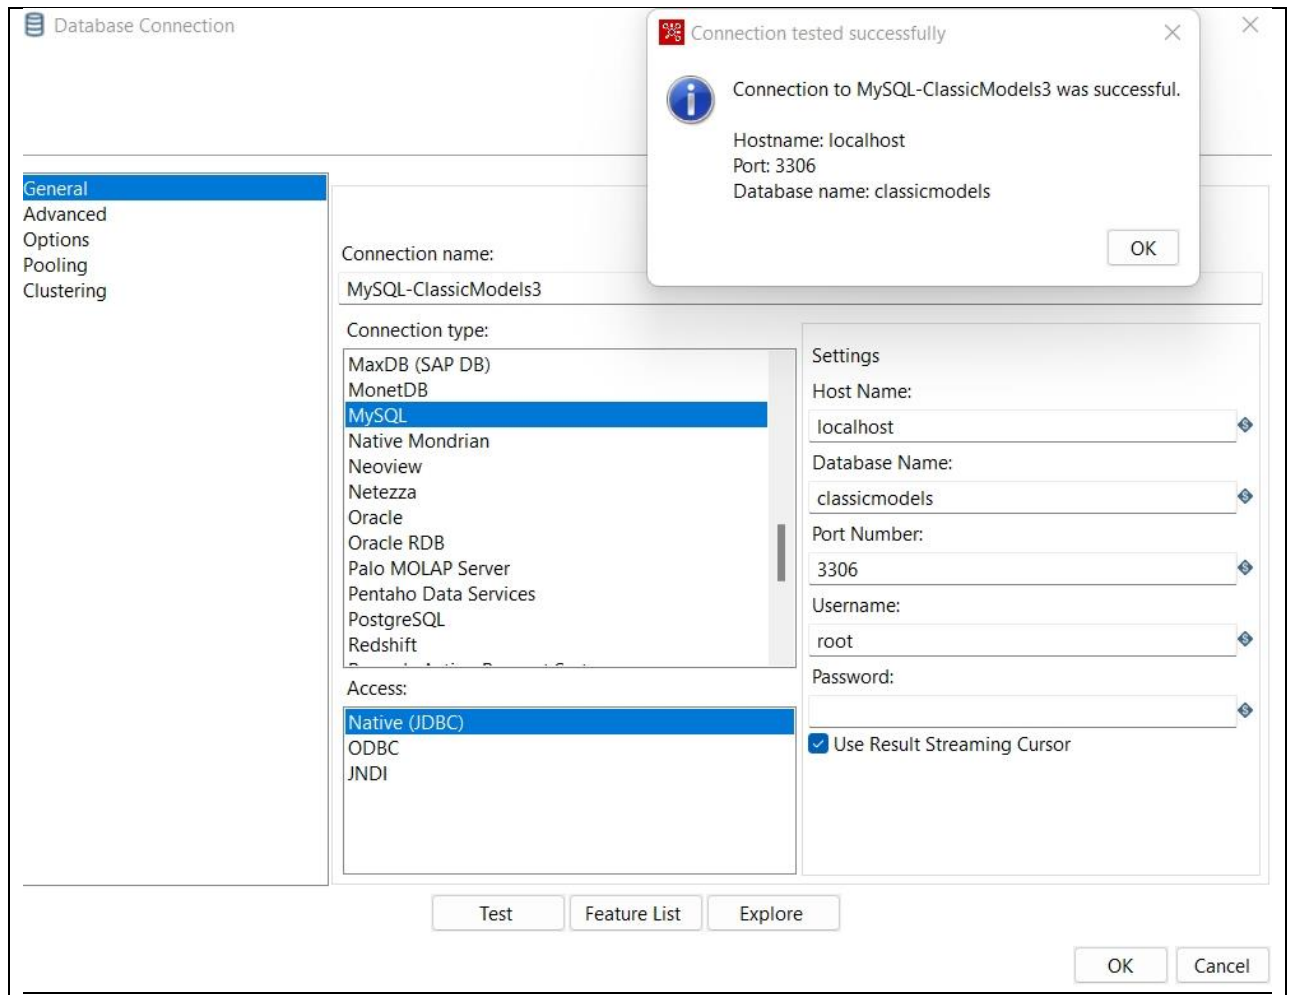 Database Connection
Connection tested successfully
Connection to MySQL-ClassicModels3 was successful.
Hostname: localhost
Port: 3306
Database name: classicmodels
OK
General
Advanced
Options
Pooling
Clustering
Connection name:
MySQL-ClassicModels3
Connection type:
MaxDB (SAP DB)
MonetDB
MySQL
Native Mondrian
Neoview
Netezza
Oracle
Oracle RDB
Palo MOLAP Server
Pentaho Data Services
PostgreSQL
Redshift
Access:
Native (JDBC)
ODBC
JNDI
Settings
Host Name:
localhost
Database Name:
classicmodels
Port Number:
3306
Username:
root
Password:
Use Result Streaming Cursor
Test
Feature List
Explore
OK
Cancel